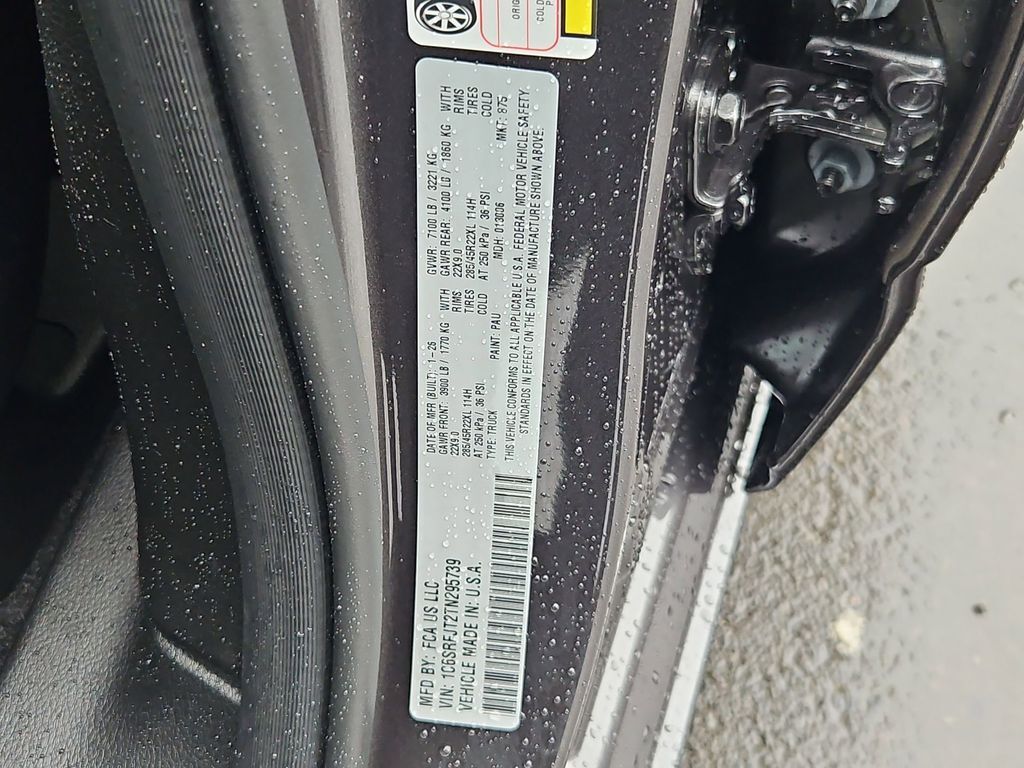 MFD BY: FCA US LLC
VIN: 1C6SRFJT2TN295739
VEHICLE MADE IN: U.S.A.
DATE OF MFR (BUILT): 1-26 GVWR: 7100 LB / 3221 KG
GAWR FRONT: 3900 LB / 1770 KG WITH GAWR REAR: 4100 LB / 1860 KG WITH
22X9.0 RIMS 22X9.0 RIMS
285/45R22XL 114H TIRES 285/45R22XL 114H TIRES
AT 250 kPa / 36 PSI COLD AT 250 kPa / 36 PSI COLD
TYPE: TRUCK PAINT: PAU MDH: 013006 MKT: 875
THIS VEHICLE CONFORMS TO ALL APPLICABLE U.S.A. FEDERAL MOTOR VEHICLE SAFETY
STANDARDS IN EFFECT ON THE DATE OF MANUFACTURE SHOWN ABOVE:
COLD